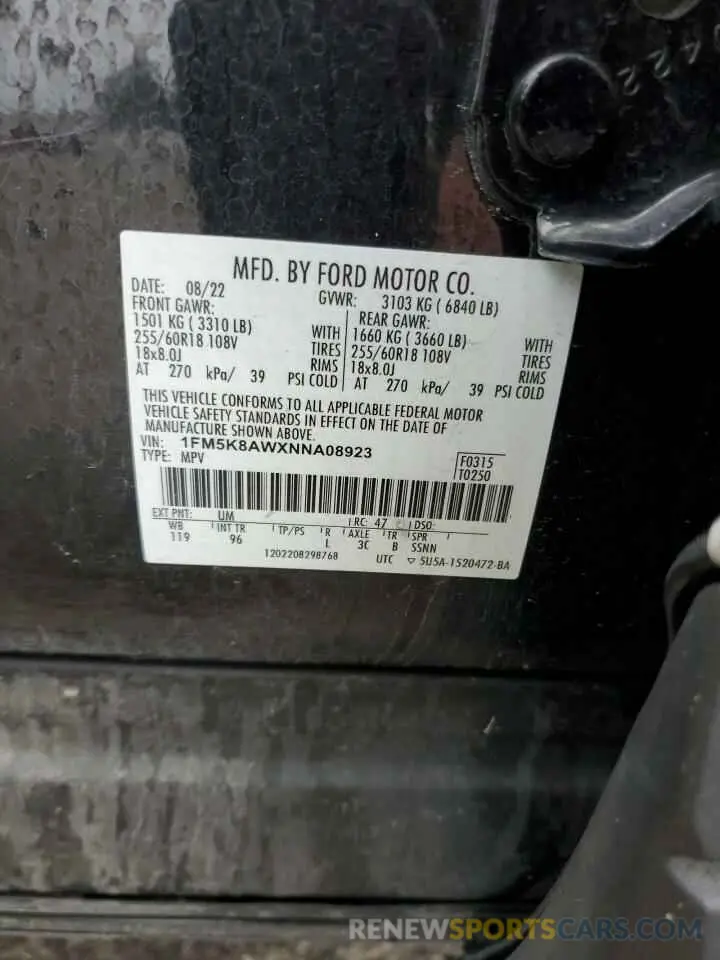 422
MFD. BY FORD MOTOR CO.
DATE: 08/22 GVWR: 3103 KG ( 6840 LB)
FRONT GAWR: REAR GAWR:
1501 KG ( 3310 LB) WITH 1660 KG ( 3660 LB) WITH
255/60R18 108V TIRES 255/60R18 108V TIRES
18x8.0J RIMS 18x8.0J RIMS
AT 270 kPa/ 39 PSI COLD AT 270 kPa/ 39 PSI COLD
THIS VEHICLE CONFORMS TO ALL APPLICABLE FEDERAL MOTOR
VEHICLE SAFETY STANDARDS IN EFFECT ON THE DATE OF
MANUFACTURE SHOWN ABOVE.
VIN: 1FM5K8AWXNNA08923
TYPE: MPV
F0315
T0250
EXT PNT: UM RC: 47 DSO:
WB INT TR TP/PS R AXLE TR SPR
119 96 L 3C B SSNN
1202208298768 UTC ▽ 5U5A-1520472-BA
RENEWSPORTSCARS.COM